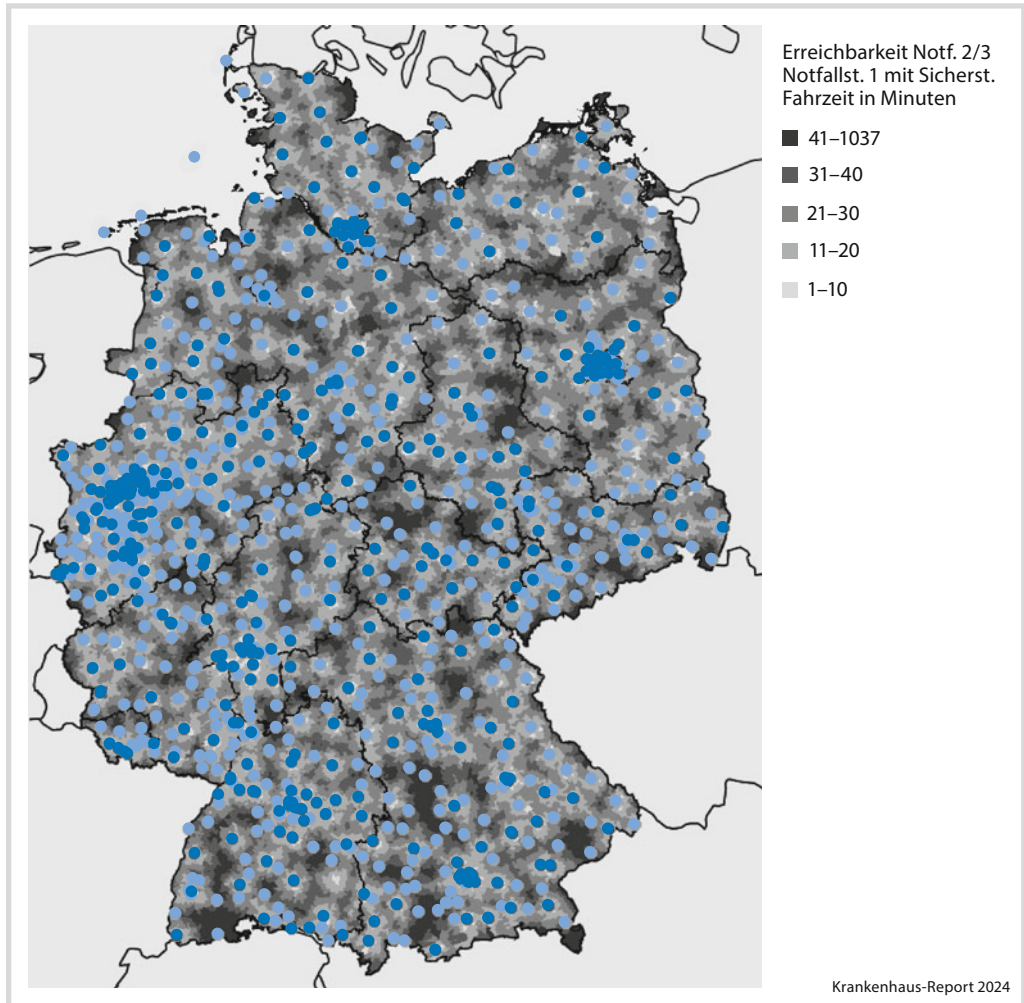 Erreichbarkeit Notf. 2/3
Notfallst. 1 mit Sicherst.
Fahrzeit in Minuten
41–1037
31–40
21–30
11–20
1–10
Krankenhaus-Report 2024